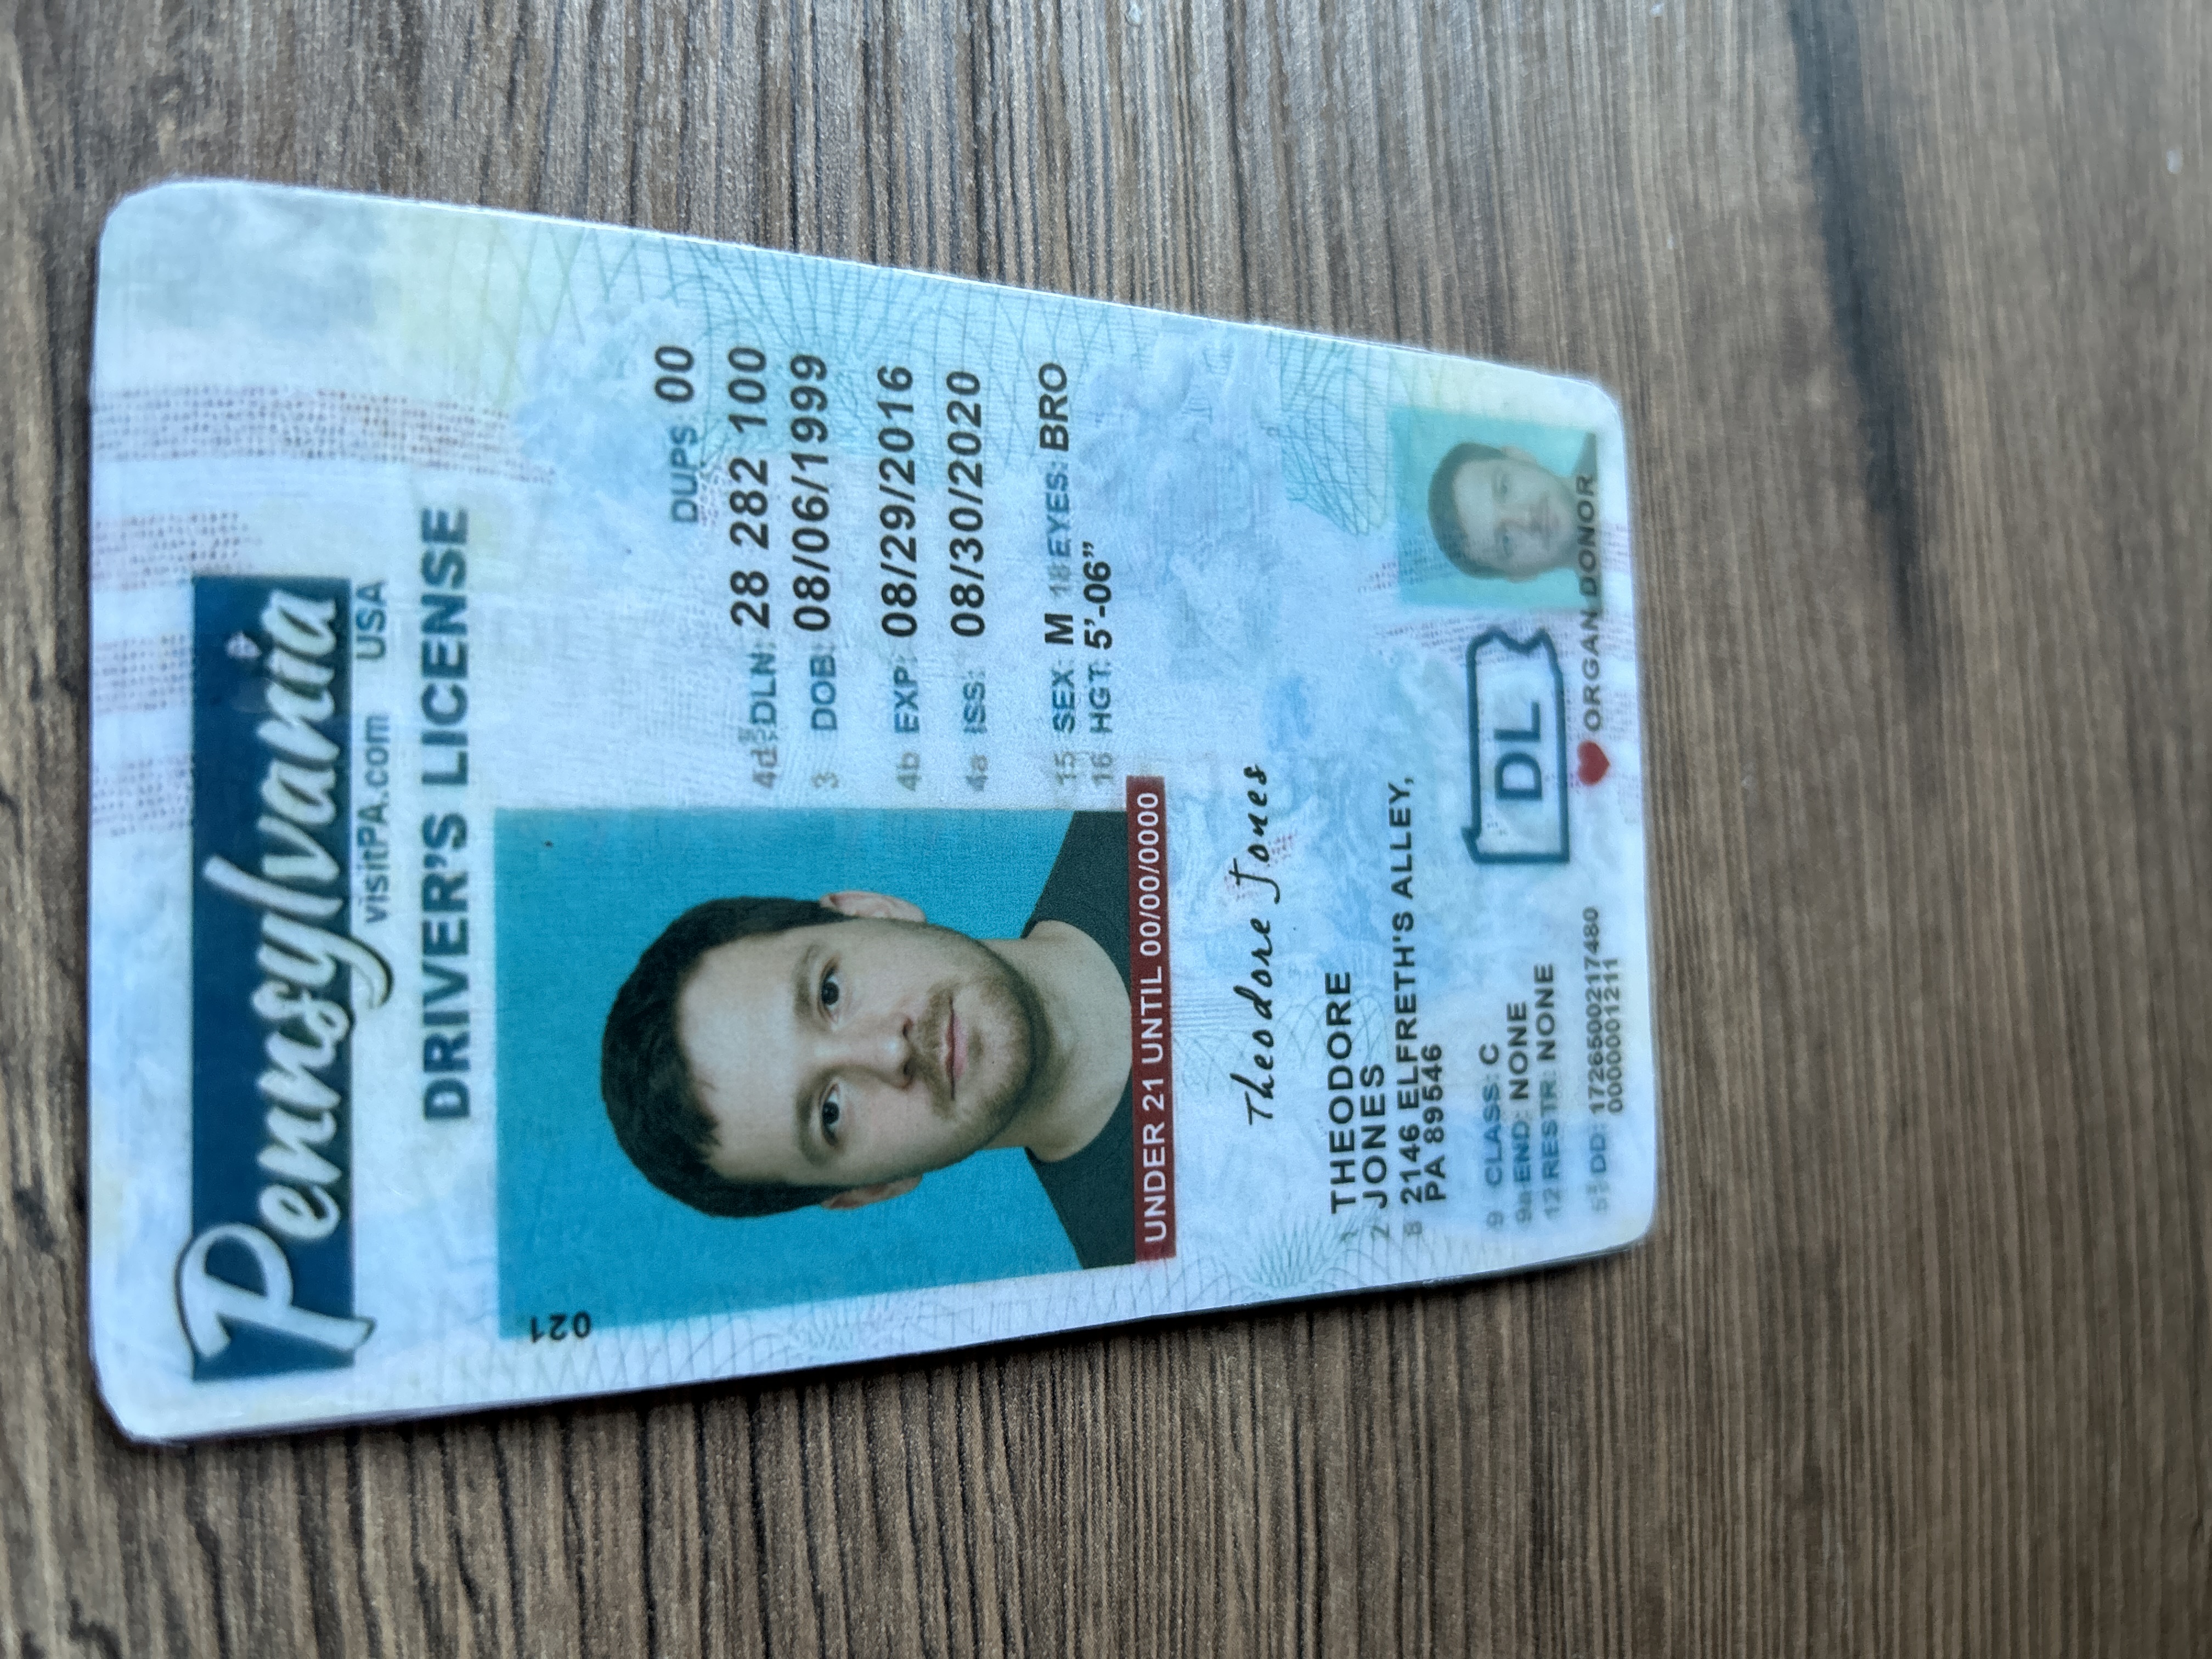 Pennsylvania
visitPA.com USA
DRIVER'S LICENSE
021
DUPS 00
4d DLN: 28 282 100
3 DOB: 08/06/1999
4b EXP: 08/29/2016
4a ISS: 08/30/2020
15 SEX: M 18 EYES: BRO
16 HGT: 5'-06"
UNDER 21 UNTIL 00/00/0000
Theodore Jones
THEODORE
2 JONES
8 2146 ELFRETH'S ALLEY,
PA 89546
9 CLASS: C
9a END: NONE
12 RESTR: NONE
5 DD: 1726500217480
0000001211
DL
ORGAN DONOR